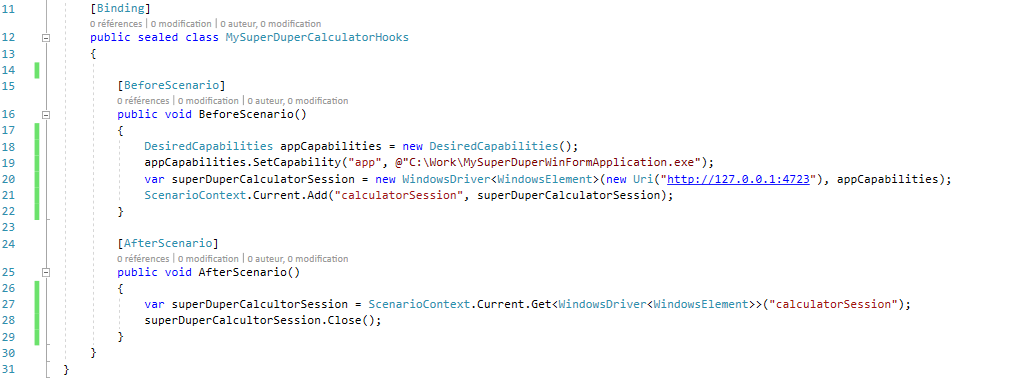 11 [Binding]
0 références | 0 modification | 0 auteur, 0 modification
12 public sealed class MySuperDuperCalculatorHooks
13 {
14
15 [BeforeScenario]
0 références | 0 modification | 0 auteur, 0 modification
16 public void BeforeScenario()
17 {
18 DesiredCapabilities appCapabilities = new DesiredCapabilities();
19 appCapabilities.SetCapability("app", @"C:\Work\MySuperDuperWinFormApplication.exe");
20 var superDuperCalculatorSession = new WindowsDriver<WindowsElement>(new Uri("http://127.0.0.1:4723"), appCapabilities);
21 ScenarioContext.Current.Add("calculatorSession", superDuperCalculatorSession);
22 }
23
24 [AfterScenario]
0 références | 0 modification | 0 auteur, 0 modification
25 public void AfterScenario()
26 {
27 var superDuperCalcultorSession = ScenarioContext.Current.Get<WindowsDriver<WindowsElement>>("calculatorSession");
28 superDuperCalcultorSession.Close();
29 }
30 }
31 }